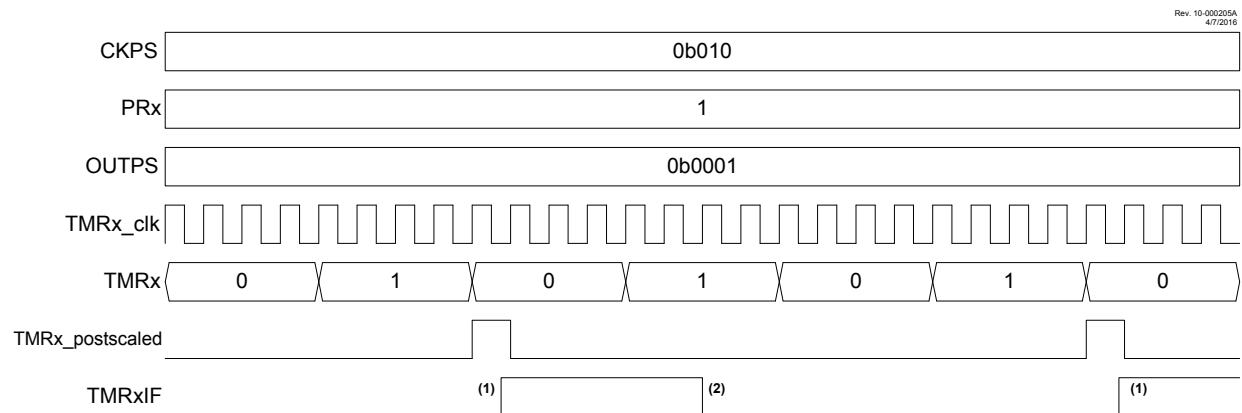 Rev. 10-000205A
4/7/2016
CKPS 0b010
PRx 1
OUTPS 0b0001
TMRx_clk
TMRx 0 1 0 1 0 1 0
TMRx_postscaled
TMRxIF (1) (2) (1)